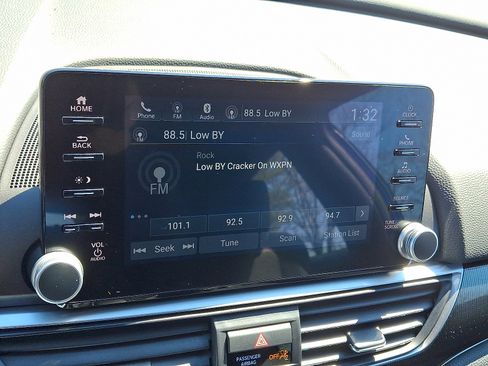 HOME
BACK
VOL
AUDIO
Phone
FM
Audio
88.5 Low BY
1:32
88.5 Low BY
Sound
Rock
Low BY Cracker On WXPN
FM
101.1
92.5
92.9
94.7
Seek
Tune
Scan
Station List
CLOCK
PHONE
AUDIO
SOURCE
TUNE
SCROLL
PASSENGER
AIRBAG
OFF